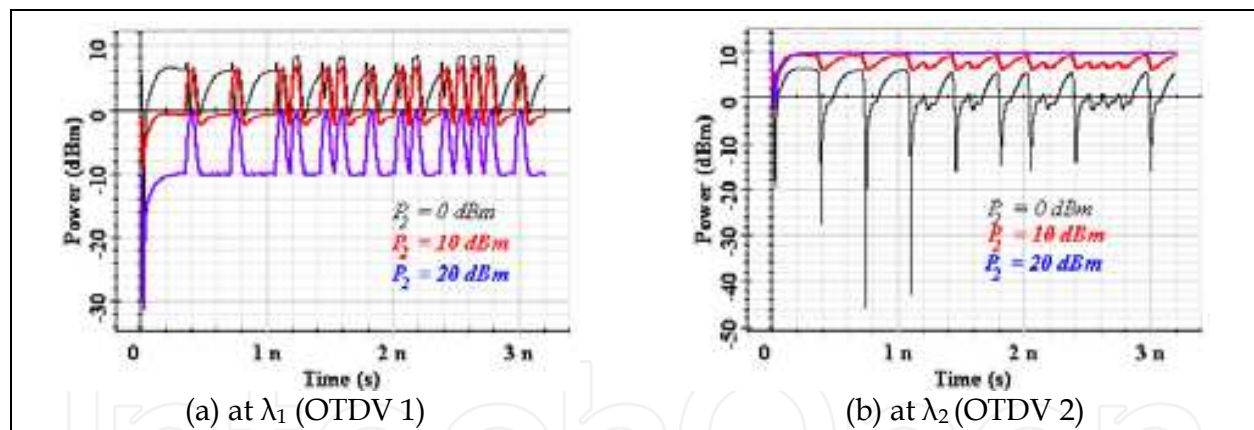 10
0
-10
-20
-30
Power (dBm)
P2 = 0 dBm
P2 = 10 dBm
P2 = 20 dBm
0 1 n 2 n 3 n
Time (s)
(a) at λ1 (OTDV 1)
10
0
-10
-20
-30
-40
-50
Power (dBm)
P2 = 0 dBm
P2 = 10 dBm
P2 = 20 dBm
0 1 n 2 n 3 n
Time (s)
(b) at λ2 (OTDV 2)